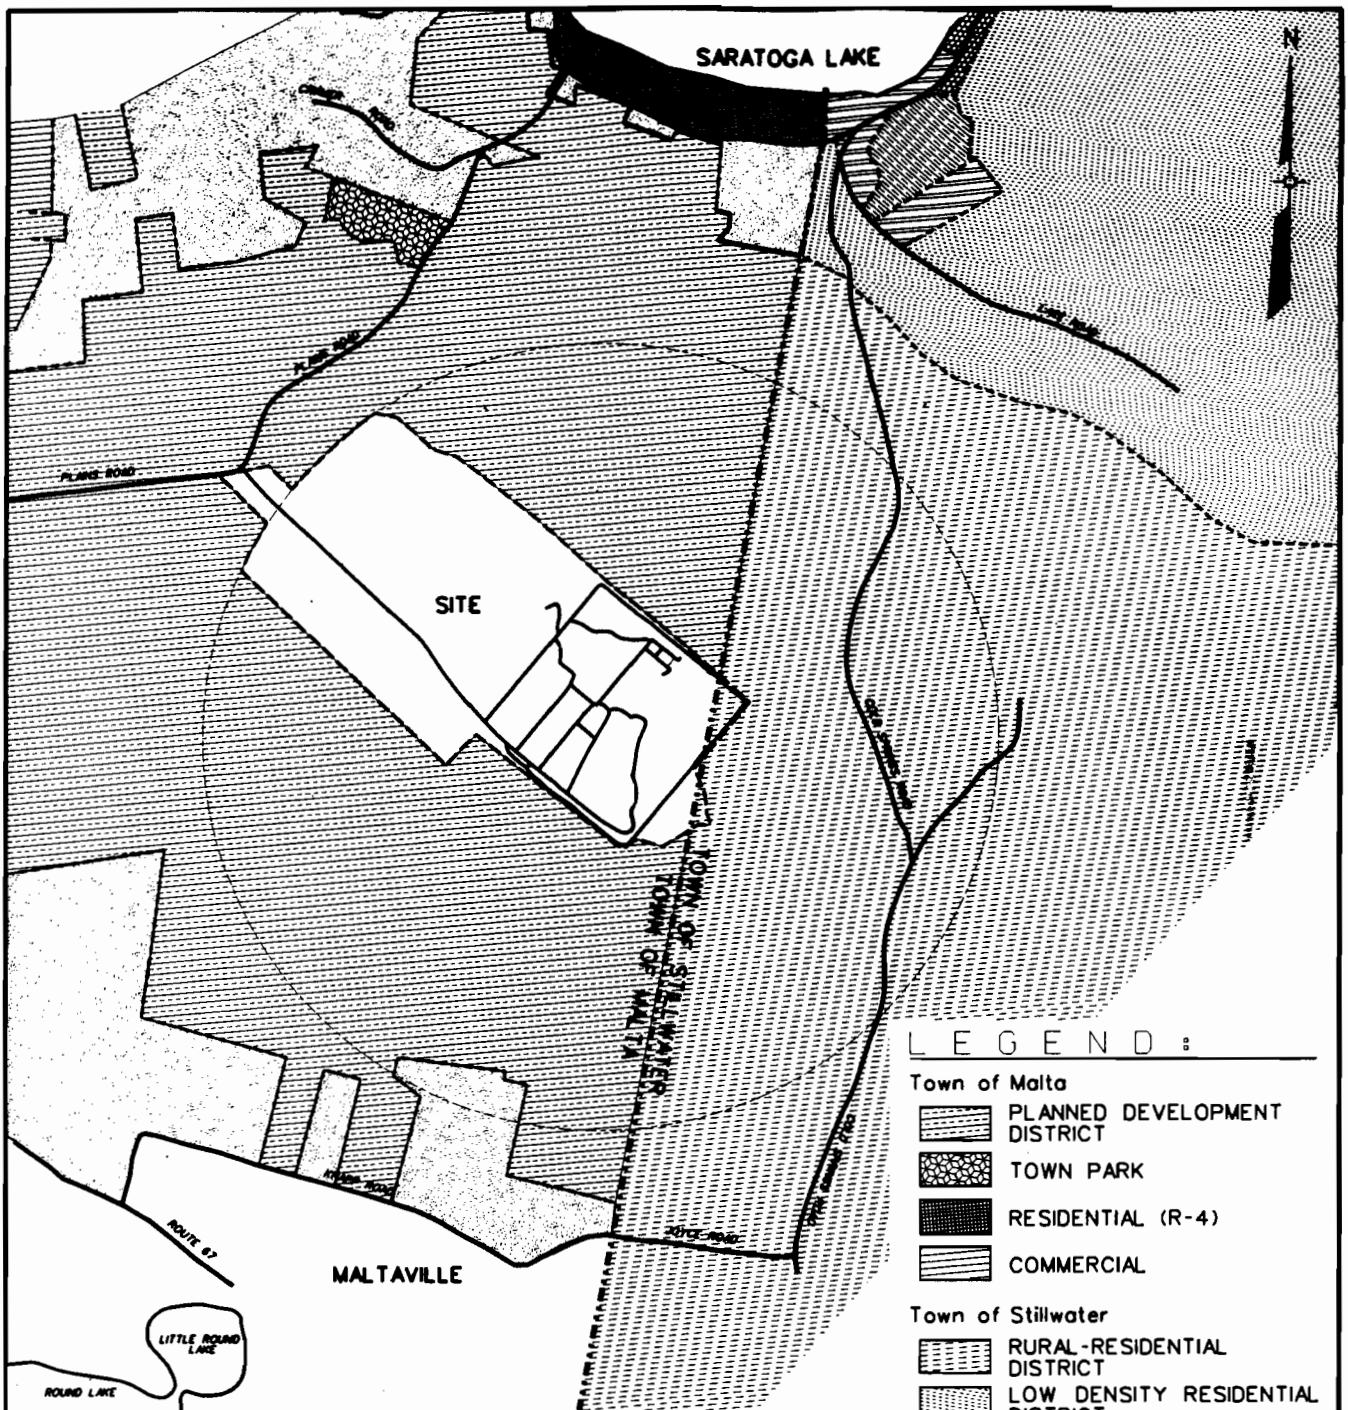 SARATOGA LAKE
N
ROAD
LAKE ROAD
PLAINS ROAD
PLAINS ROAD
SITE
TOWN OF STILLWATER
TOWN OF MALTA
LEGEND:
Town of Malta
PLANNED DEVELOPMENT
DISTRICT
TOWN PARK
RESIDENTIAL (R-4)
COMMERCIAL
Town of Stillwater
RURAL-RESIDENTIAL
DISTRICT
LOW DENSITY RESIDENTIAL
DISTRICT
KNAPP ROAD
JOYCE ROAD
ROUTE 67
MALTAVILLE
LITTLE ROUND
LAKE
ROUND LAKE